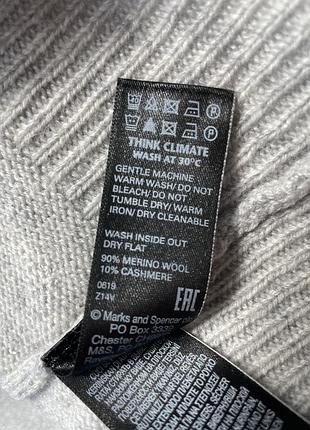 40
R
P
THINK CLIMATE
WASH AT 30°C
GENTLE MACHINE
WARM WASH/ DO NOT
BLEACH/ DO NOT
TUMBLE DRY/ WARM
IRON/ DRY CLEANABLE
WASH INSIDE OUT
DRY FLAT
90% MERINO WOOL
10% CASHMERE
0619
Z14V
EAC
© Marks and Spencer plc
PO Box
Chester
M&S,